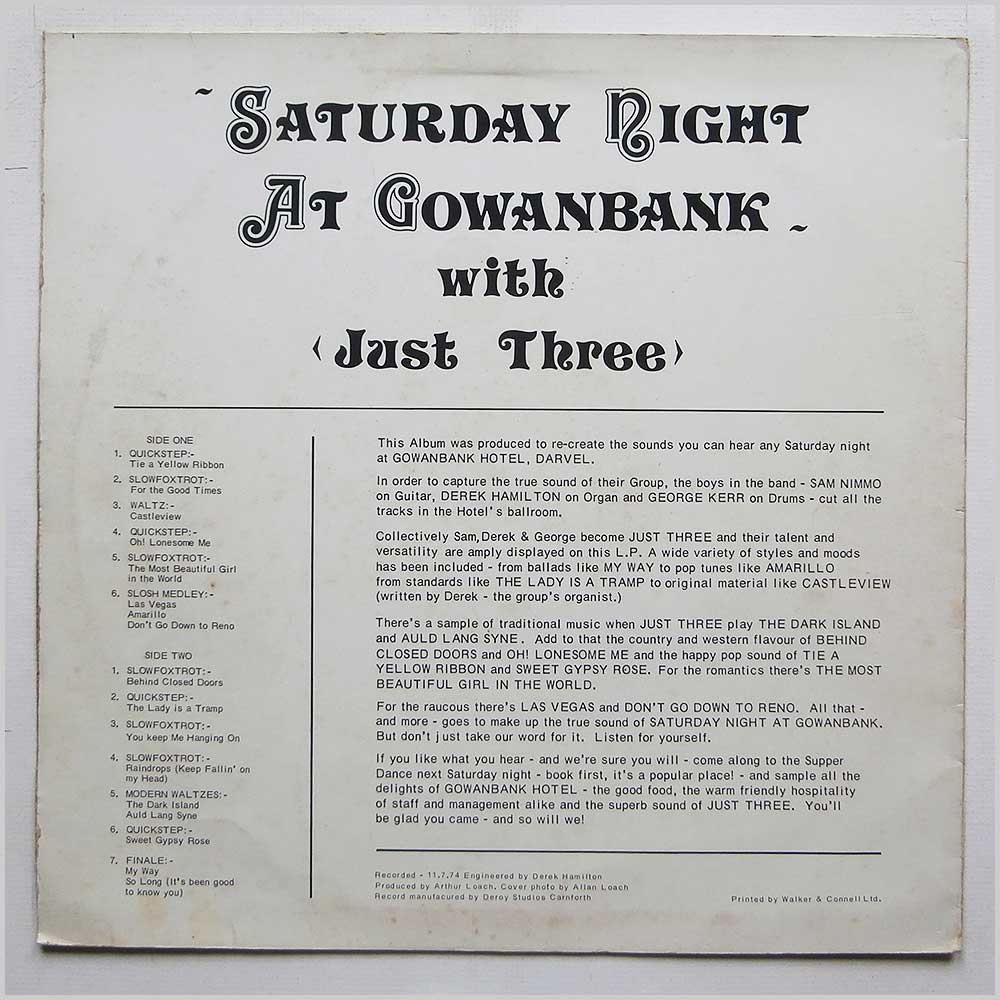 ~ SATURDAY NIGHT
AT GOWANBANK ~
with
‹ Just Three ›
SIDE ONE
1. QUICKSTEP:-
Tie a Yellow Ribbon
2. SLOWFOXTROT:-
For the Good Times
3. WALTZ:-
Castleview
4. QUICKSTEP:-
Oh! Lonesome Me
5. SLOWFOXTROT:-
The Most Beautiful Girl
in the World
6. SLOSH MEDLEY:-
Las Vegas
Amarillo
Don't Go Down to Reno
SIDE TWO
1. SLOWFOXTROT:-
Behind Closed Doors
2. QUICKSTEP:-
The Lady is a Tramp
3. SLOWFOXTROT:-
You keep Me Hanging On
4. SLOWFOXTROT:-
Raindrops (Keep Fallin' on
my Head)
5. MODERN WALTZES:-
The Dark Island
Auld Lang Syne
6. QUICKSTEP:-
Sweet Gypsy Rose
7. FINALE:-
My Way
So Long (It's been good
to know you)
This Album was produced to re-create the sounds you can hear any Saturday night
at GOWANBANK HOTEL, DARVEL.
In order to capture the true sound of their Group, the boys in the band - SAM NIMMO
on Guitar, DEREK HAMILTON on Organ and GEORGE KERR on Drums - cut all the
tracks in the Hotel's ballroom.
Collectively Sam, Derek & George become JUST THREE and their talent and
versatility are amply displayed on this L.P. A wide variety of styles and moods
has been included - from ballads like MY WAY to pop tunes like AMARILLO
from standards like THE LADY IS A TRAMP to original material like CASTLEVIEW
(written by Derek - the group's organist.)
There's a sample of traditional music when JUST THREE play THE DARK ISLAND
and AULD LANG SYNE. Add to that the country and western flavour of BEHIND
CLOSED DOORS and OH! LONESOME ME and the happy pop sound of TIE A
YELLOW RIBBON and SWEET GYPSY ROSE. For the romantics there's THE MOST
BEAUTIFUL GIRL IN THE WORLD.
For the raucous there's LAS VEGAS and DON'T GO DOWN TO RENO. All that -
and more - goes to make up the true sound of SATURDAY NIGHT AT GOWANBANK.
But don't just take our word for it. Listen for yourself.
If you like what you hear - and we're sure you will - come along to the Supper
Dance next Saturday night - book first, it's a popular place! - and sample all the
delights of GOWANBANK HOTEL - the good food, the warm friendly hospitality
of staff and management alike and the superb sound of JUST THREE. You'll
be glad you came - and so will we!
Recorded - 11.7.74 Engineered by Derek Hamilton
Produced by Arthur Loach. Cover photo by Allan Loach
Record manufacured by Deroy Studios Carnforth
Printed by Walker & Connell Ltd.